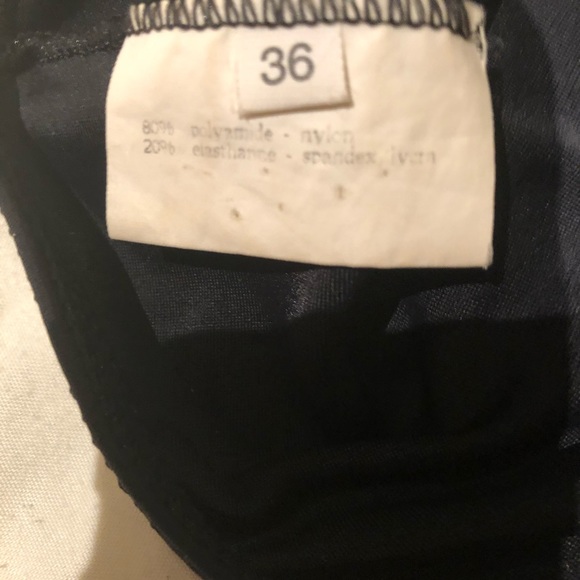 36
80% polyamide - nylon
20% elasthanne - spandex